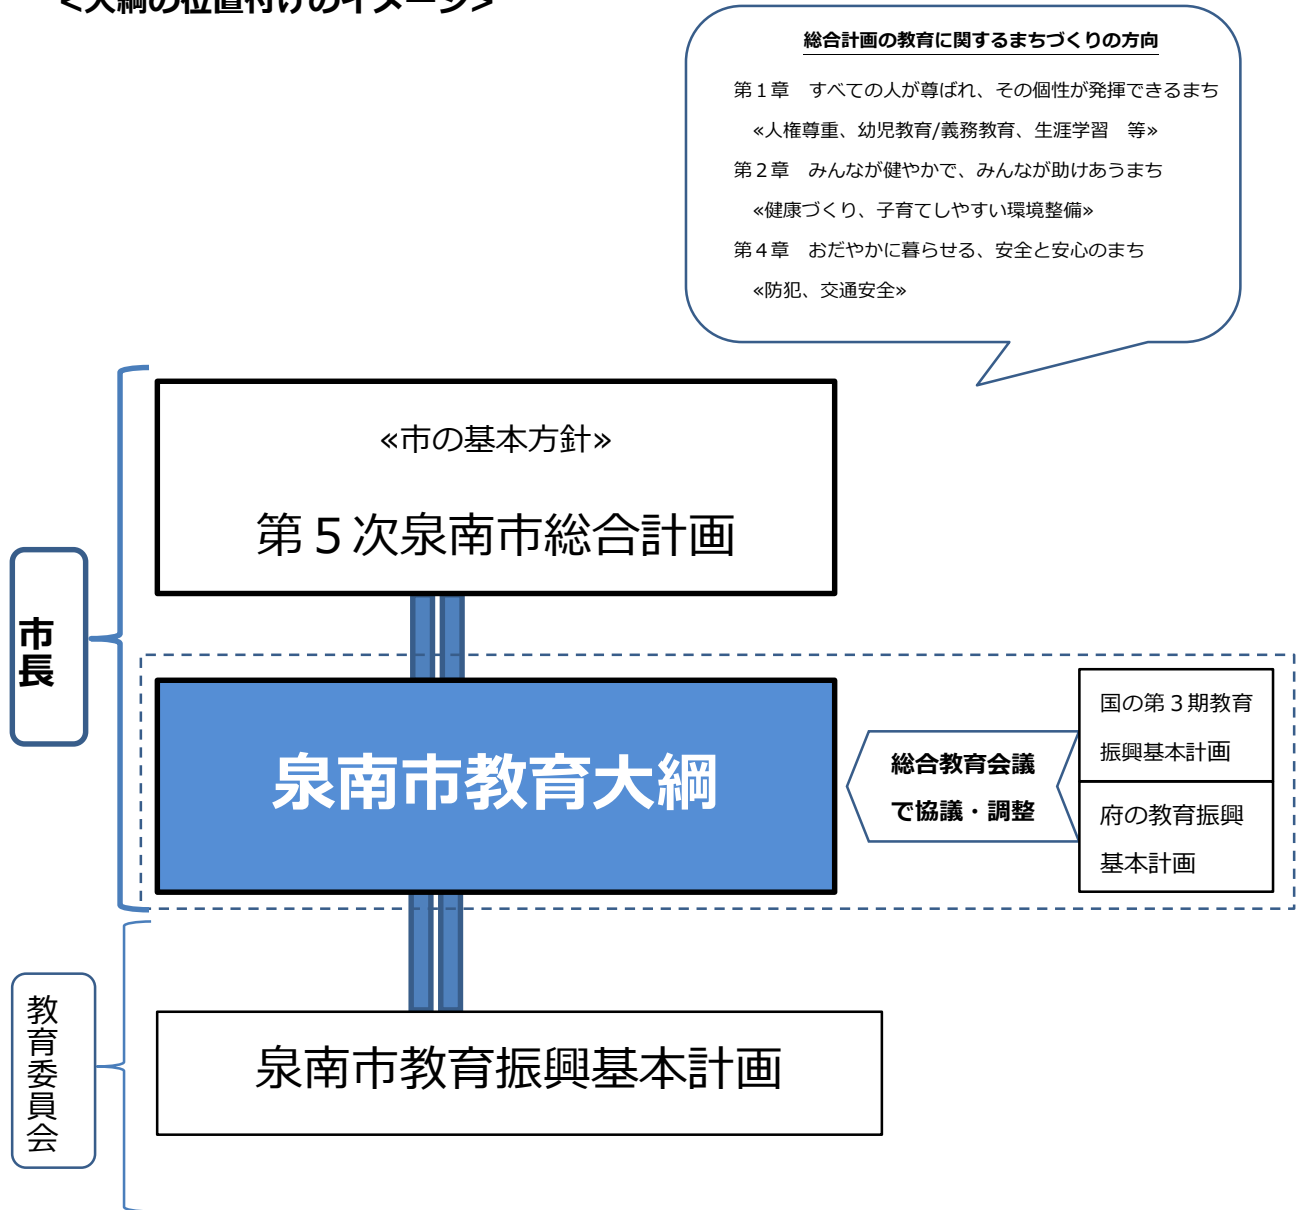 <大綱の位置付けのイメージ>
総合計画の教育に関するまちづくりの方向
第１章　すべての人が尊ばれ、その個性が発揮できるまち
«人権尊重、幼児教育/義務教育、生涯学習　等»
第２章　みんなが健やかで、みんなが助けあうまち
«健康づくり、子育てしやすい環境整備»
第４章　おだやかに暮らせる、安全と安心のまち
«防犯、交通安全»
«市の基本方針»
第５次泉南市総合計画
市長
泉南市教育大綱
総合教育会議
で協議・調整
国の第３期教育
振興基本計画
府の教育振興
基本計画
教育委員会
泉南市教育振興基本計画